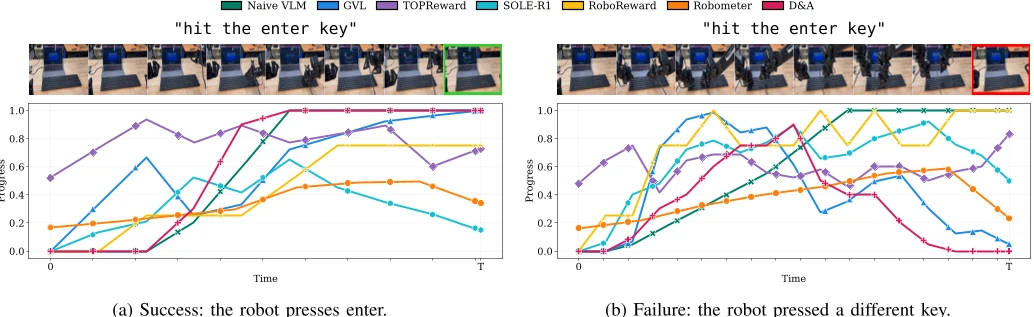 Naive VLM GVL TOPReward SOLE-R1 RoboReward Robometer D&A
"hit the enter key"
1.0
0.8
0.6
0.4
0.2
0.0
Progress
0 T
Time
(a) Success: the robot presses enter.
"hit the enter key"
1.0
0.8
0.6
0.4
0.2
0.0
Progress
0 T
Time
(b) Failure: the robot pressed a different key.